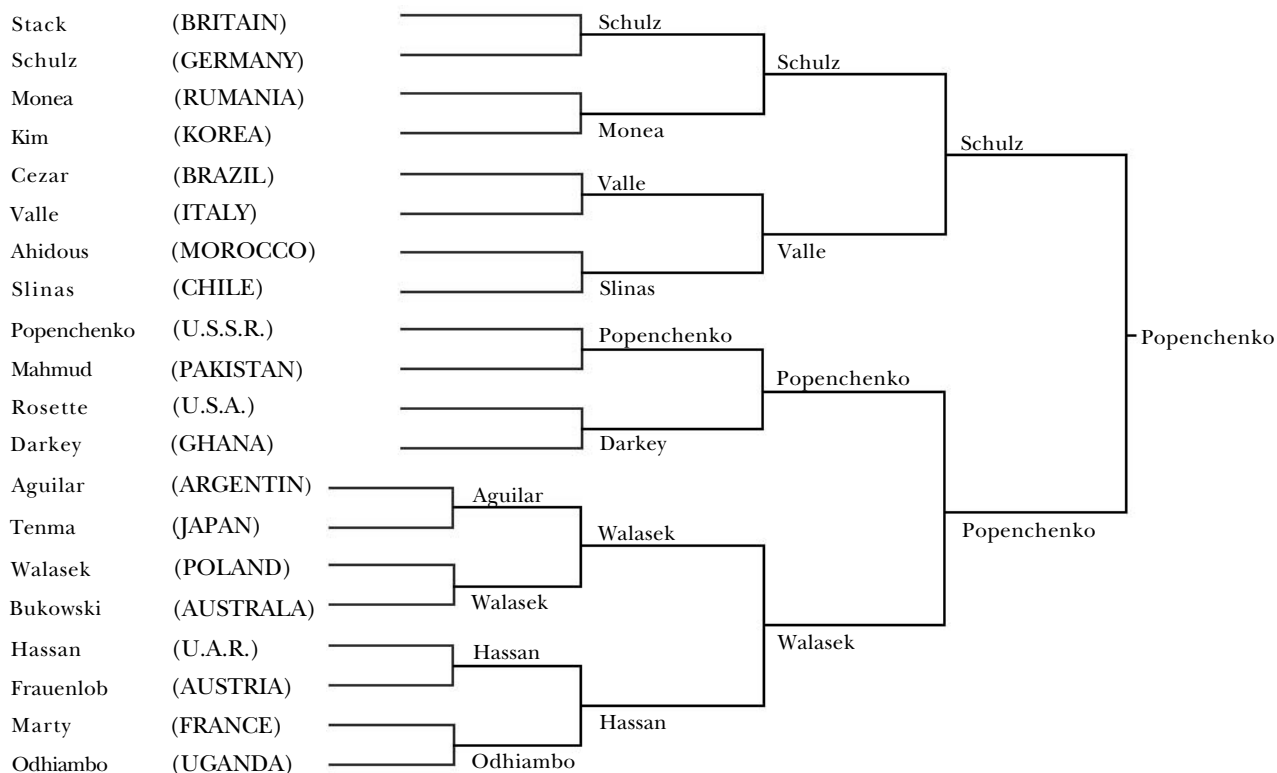 Stack (BRITAIN)
Schulz (GERMANY)
Monea (RUMANIA)
Kim (KOREA)
Cezar (BRAZIL)
Valle (ITALY)
Ahidous (MOROCCO)
Slinas (CHILE)
Popenchenko (U.S.S.R.)
Mahmud (PAKISTAN)
Rosette (U.S.A.)
Darkey (GHANA)
Aguilar (ARGENTIN)
Tenma (JAPAN)
Walasek (POLAND)
Bukowski (AUSTRALA)
Hassan (U.A.R.)
Frauenlob (AUSTRIA)
Marty (FRANCE)
Odhiambo (UGANDA)
Aguilar
Walasek
Hassan
Odhiambo
Schulz
Monea
Valle
Slinas
Popenchenko
Darkey
Walasek
Hassan
Schulz
Valle
Popenchenko
Walasek
Schulz
Popenchenko
Popenchenko